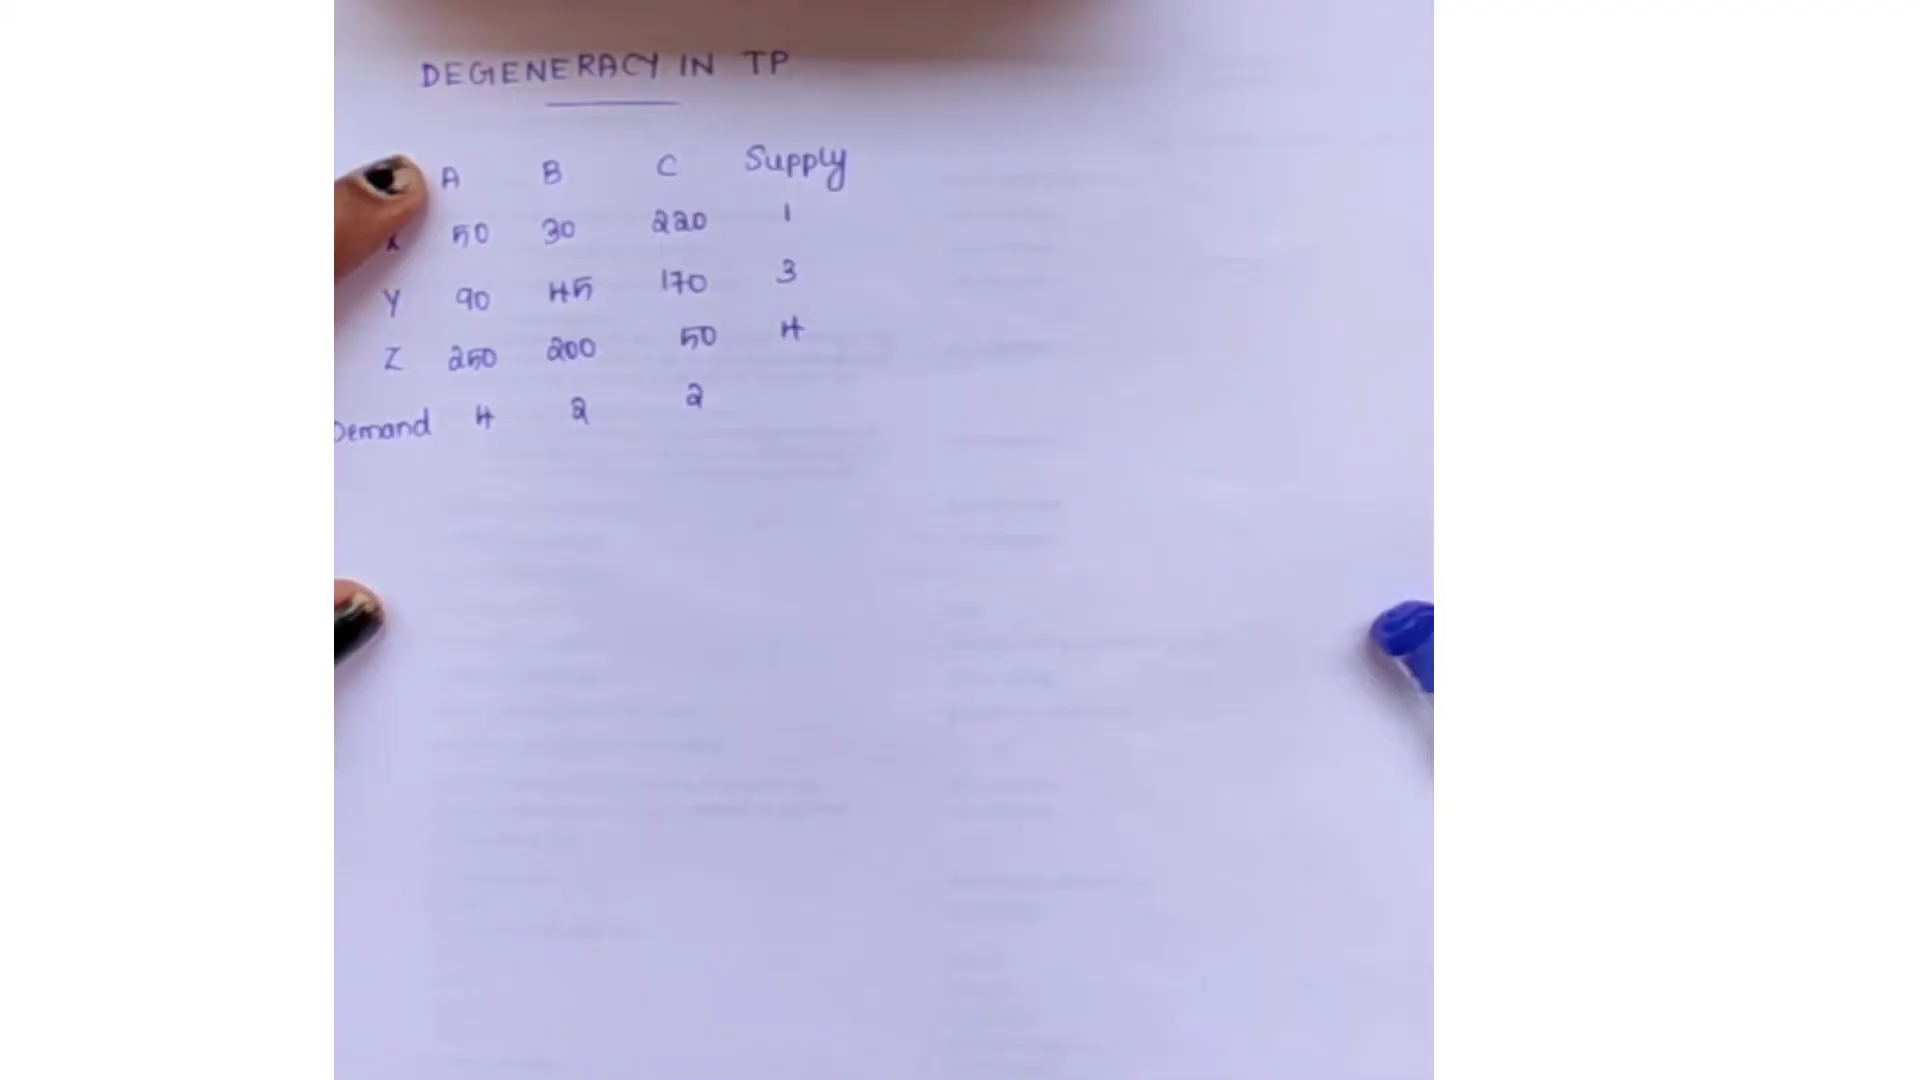 DEGENERACY IN TP
A B C Supply
X 50 30 220 1
Y 90 45 170 3
Z 250 200 50 4
Demand 4 2 2